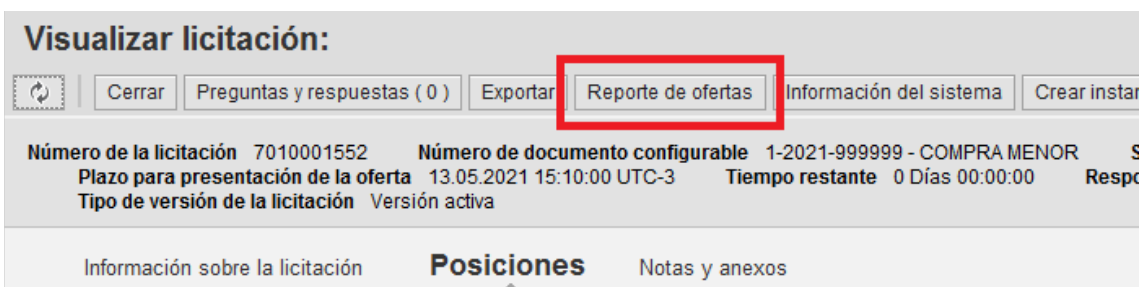 Visualizar licitación:
Cerrar Preguntas y respuestas ( 0 ) Exportar Reporte de ofertas Información del sistema Crear
Número de la licitación 7010001552 Número de documento configurable 1-2021-999999 - COMPRA MENOR
Plazo para presentación de la oferta 13.05.2021 15:10:00 UTC-3 Tiempo restante 0 Días 00:00:00
Tipo de versión de la licitación Versión activa
Información sobre la licitación Posiciones Notas y anexos